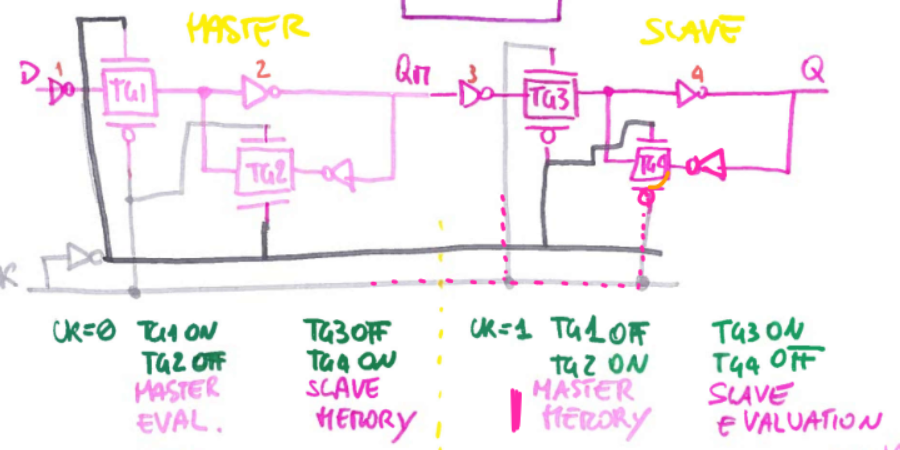 MASTER SLAVE
D 1 TG1 2 QM 3 TG3 4 Q
TG2 TG4
K
CK=0 TG1 ON TG3 OFF CK=1 TG1 OFF TG3 ON
TG2 OFF TG4 ON TG2 ON TG4 OFF
MASTER SLAVE MASTER SLAVE
EVAL. MEMORY MEMORY EVALUATION